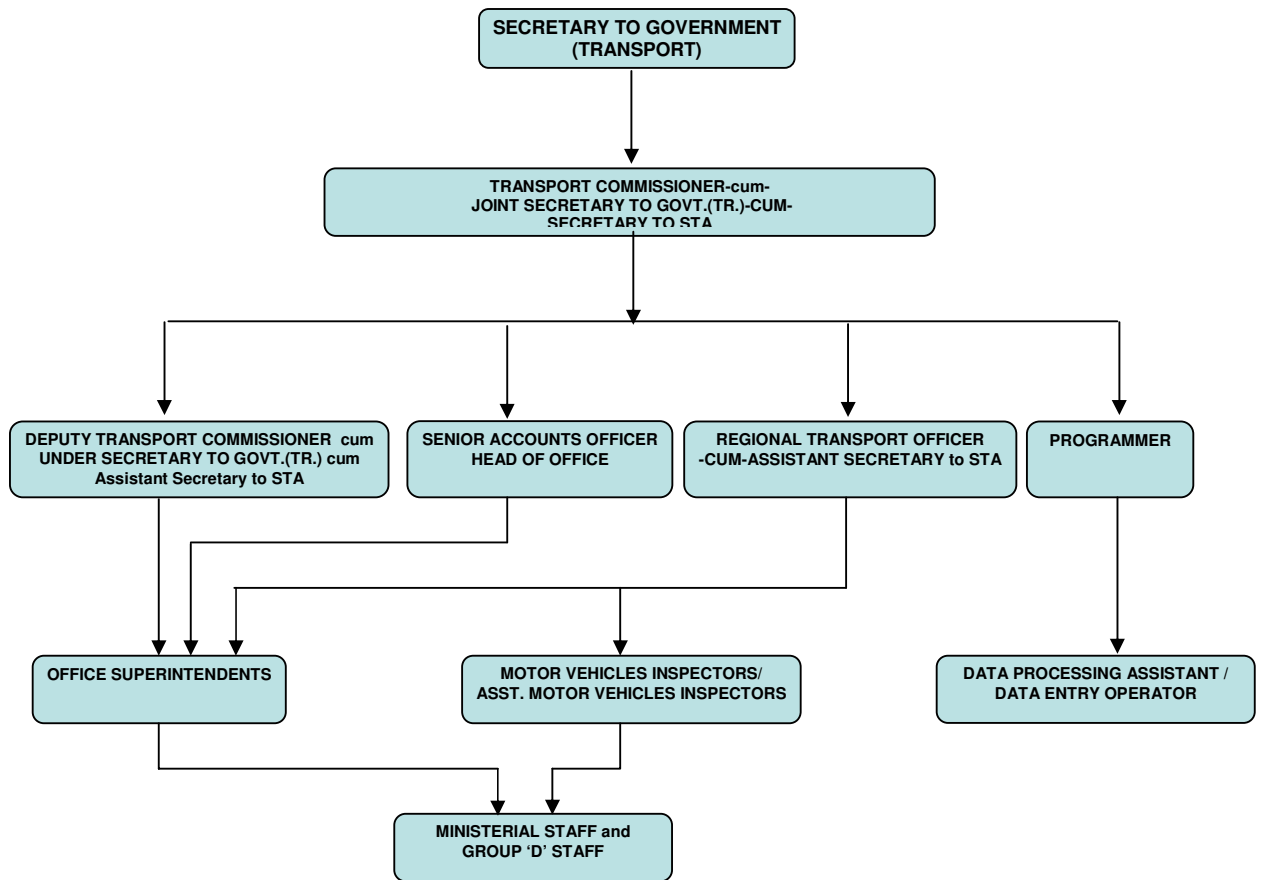 SECRETARY TO GOVERNMENT
(TRANSPORT)
TRANSPORT COMMISSIONER-cum-
JOINT SECRETARY TO GOVT.(TR.)-CUM-
SECRETARY TO STA
DEPUTY TRANSPORT COMMISSIONER cum
UNDER SECRETARY TO GOVT.(TR.) cum
Assistant Secretary to STA
SENIOR ACCOUNTS OFFICER
HEAD OF OFFICE
REGIONAL TRANSPORT OFFICER
-CUM-ASSISTANT SECRETARY to STA
PROGRAMMER
OFFICE SUPERINTENDENTS
MOTOR VEHICLES INSPECTORS/
ASST. MOTOR VEHICLES INSPECTORS
DATA PROCESSING ASSISTANT /
DATA ENTRY OPERATOR
MINISTERIAL STAFF and
GROUP ‘D’ STAFF